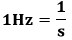 1Hz = 1/s